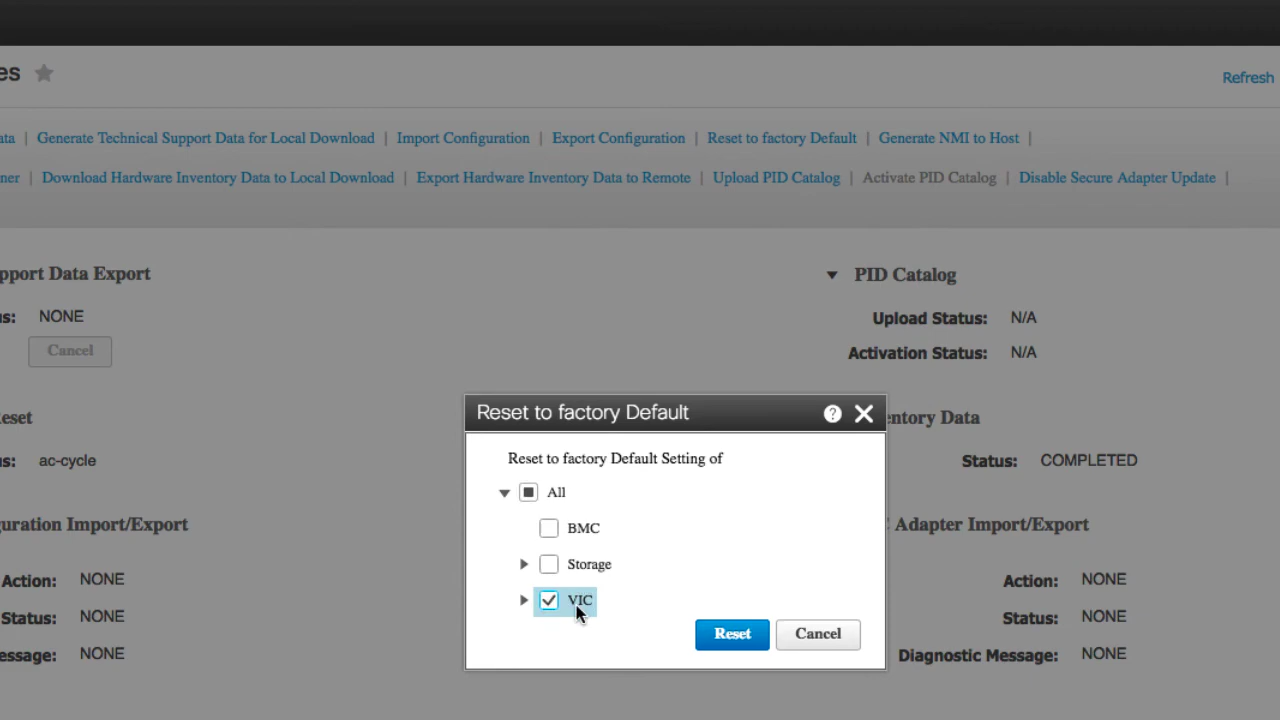 es
Refresh
ata | Generate Technical Support Data for Local Download | Import Configuration | Export Configuration | Reset to factory Default | Generate NMI to Host |
ner | Download Hardware Inventory Data to Local Download | Export Hardware Inventory Data to Remote | Upload PID Catalog | Activate PID Catalog | Disable Secure Adapter Update |
pport Data Export
PID Catalog
us: NONE
Upload Status: N/A
Cancel
Activation Status: N/A
Reset to factory Default
eset
entory Data
Reset to factory Default Setting of
us: ac-cycle
Status: COMPLETED
All
uration Import/Export
Adapter Import/Export
BMC
Storage
Action: NONE
Action: NONE
VIC
Status: NONE
Status: NONE
Reset
Cancel
essage: NONE
Diagnostic Message: NONE